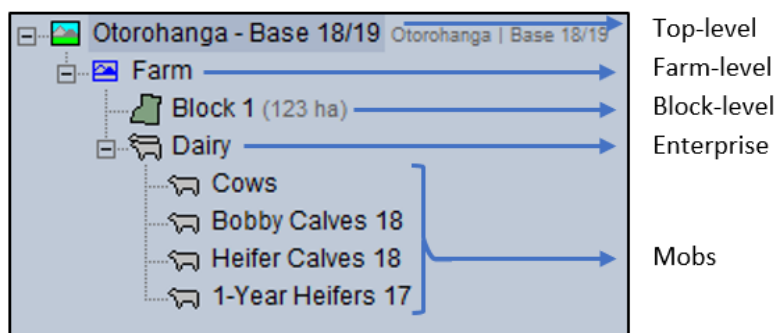 Otorohanga - Base 18/19 Otorohanga | Base 18/19 Top-level
Farm Farm-level
Block 1 (123 ha) Block-level
Dairy Enterprise
Cows
Bobby Calves 18
Heifer Calves 18 Mobs
1-Year Heifers 17